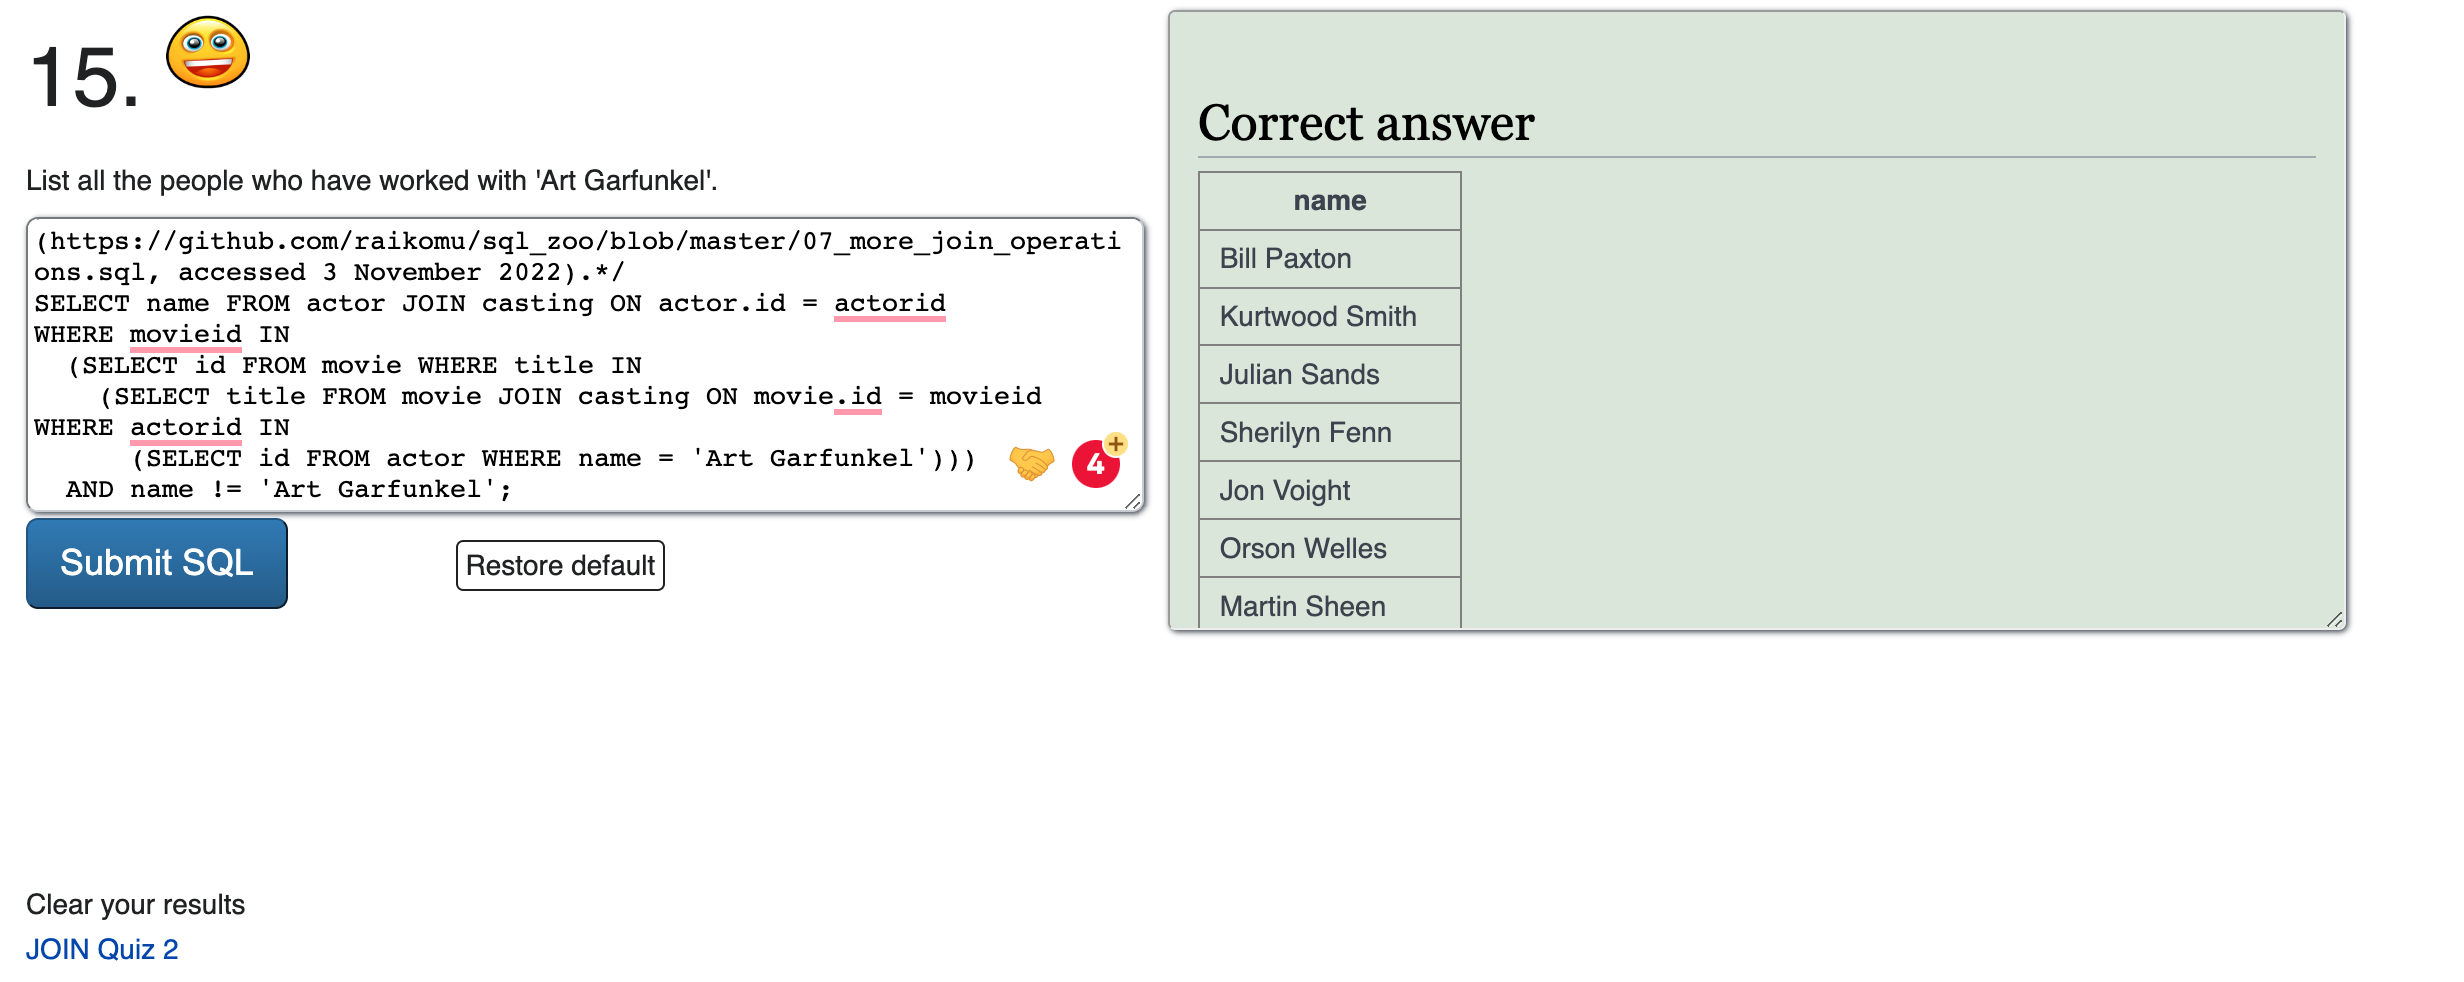 15.
List all the people who have worked with 'Art Garfunkel'.
(https://github.com/raikomu/sql_zoo/blob/master/07_more_join_operati
ons.sql, accessed 3 November 2022).*/
SELECT name FROM actor JOIN casting ON actor.id = actorid
WHERE movieid IN
  (SELECT id FROM movie WHERE title IN
    (SELECT title FROM movie JOIN casting ON movie.id = movieid
WHERE actorid IN
      (SELECT id FROM actor WHERE name = 'Art Garfunkel')))
  AND name != 'Art Garfunkel';
4
+
Submit SQL
Restore default
Correct answer
name
Bill Paxton
Kurtwood Smith
Julian Sands
Sherilyn Fenn
Jon Voight
Orson Welles
Martin Sheen
Clear your results
JOIN Quiz 2